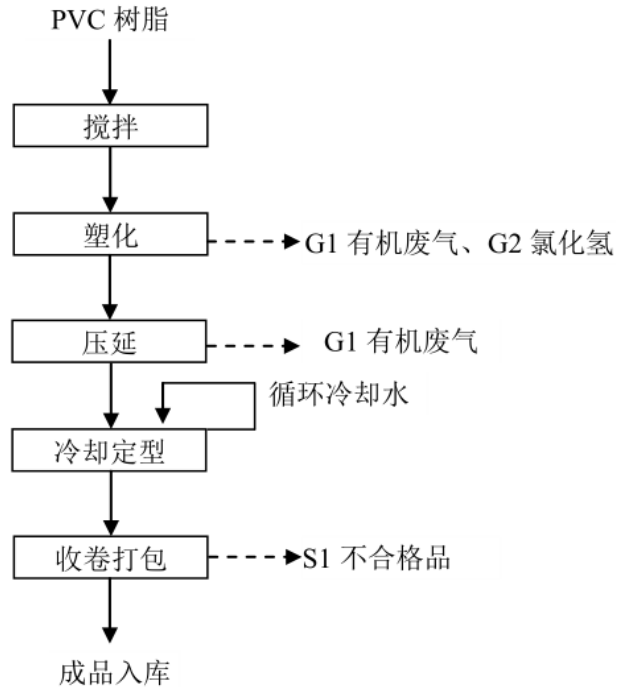 PVC 树脂
搅拌
塑化
G1 有机废气、G2 氯化氢
压延
G1 有机废气
循环冷却水
冷却定型
收卷打包
S1 不合格品
成品入库